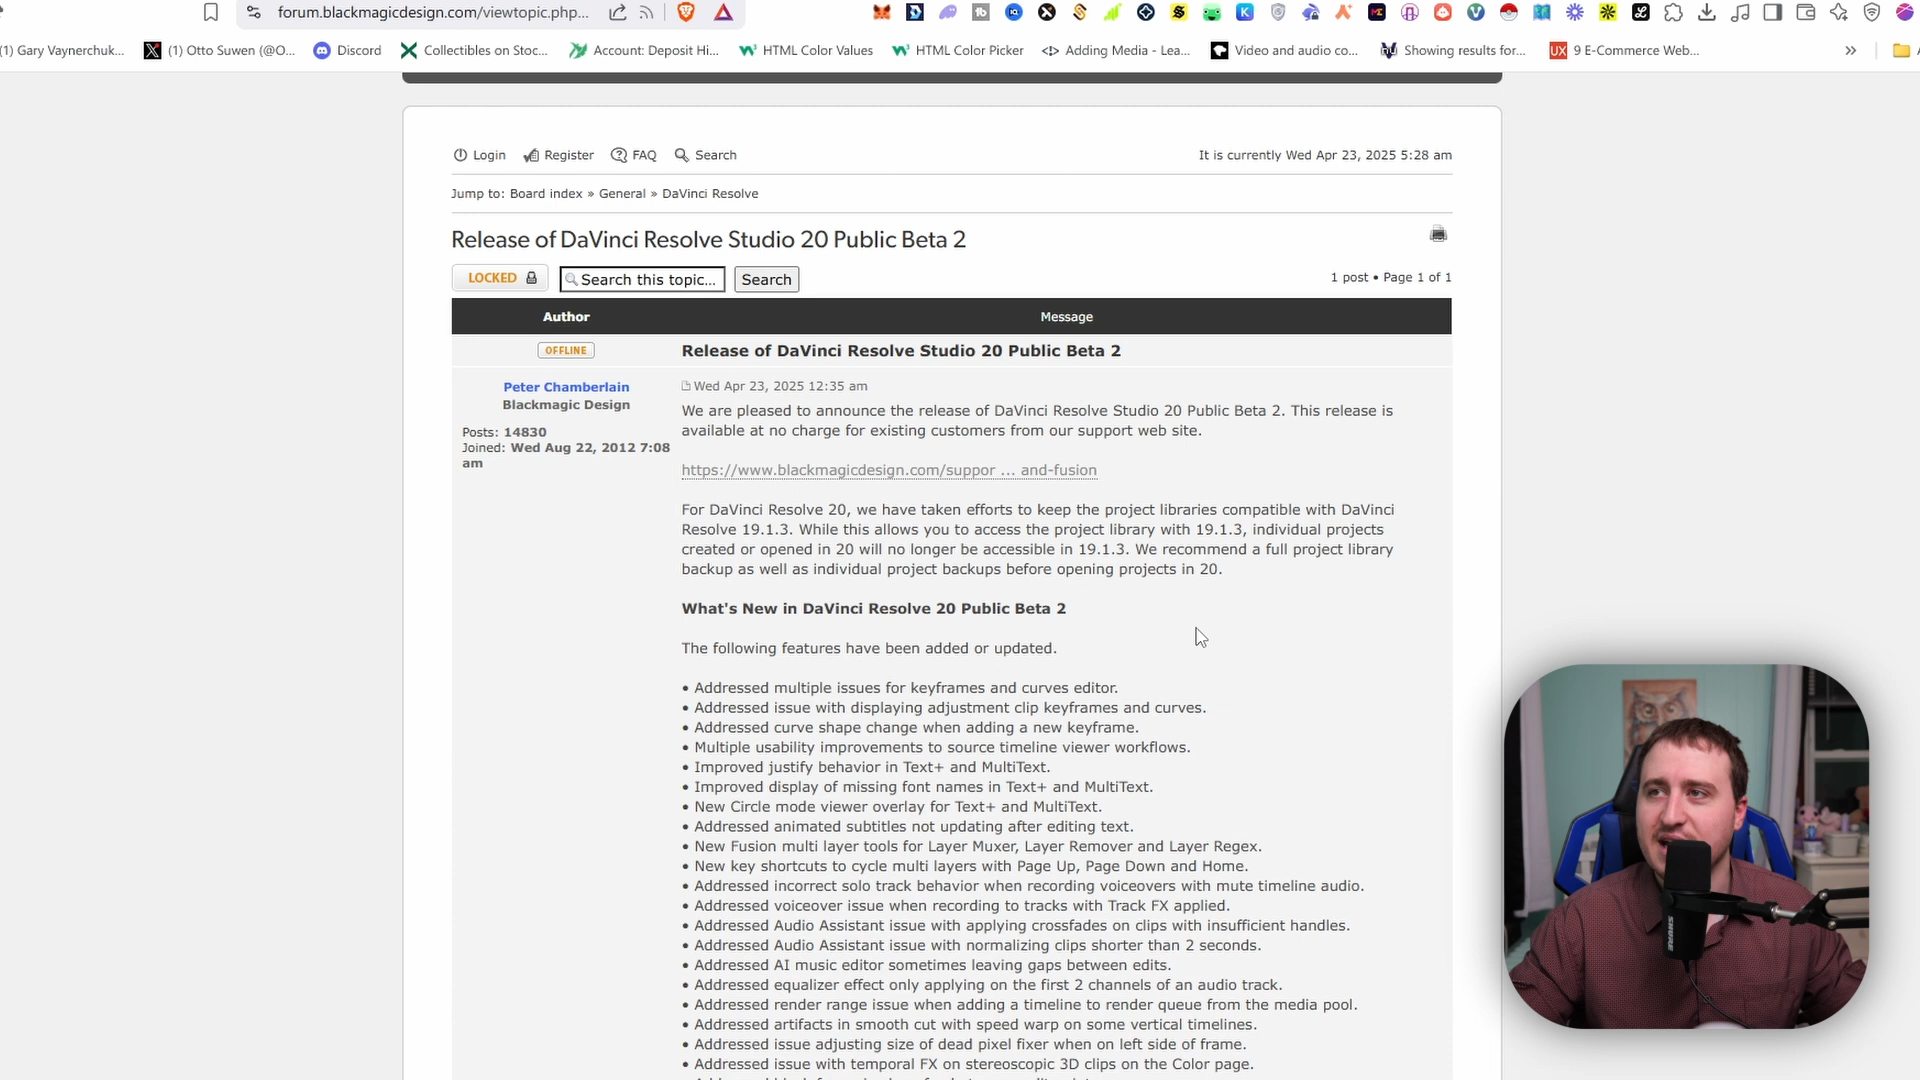 forum.blackmagicdesign.com/viewtopic.php...
(1) Gary Vaynerchuk...
(1) Otto Suwen (@O...
Discord
Collectibles on Stoc...
Account: Deposit Hi...
HTML Color Values
HTML Color Picker
Adding Media - Lea...
Video and audio co...
Showing results for...
UX 9 E-Commerce Web...
»
Login
Register
FAQ
Search
It is currently Wed Apr 23, 2025 5:28 am
Jump to: Board index » General » DaVinci Resolve
Release of DaVinci Resolve Studio 20 Public Beta 2
LOCKED
Search this topic...
Search
1 post • Page 1 of 1
Author
Message
OFFLINE
Release of DaVinci Resolve Studio 20 Public Beta 2
Peter Chamberlain
Blackmagic Design
Posts: 14830
Joined: Wed Aug 22, 2012 7:08
am
Wed Apr 23, 2025 12:35 am
We are pleased to announce the release of DaVinci Resolve Studio 20 Public Beta 2. This release is
available at no charge for existing customers from our support web site.
https://www.blackmagicdesign.com/suppor ... and-fusion
For DaVinci Resolve 20, we have taken efforts to keep the project libraries compatible with DaVinci
Resolve 19.1.3. While this allows you to access the project library with 19.1.3, individual projects
created or opened in 20 will no longer be accessible in 19.1.3. We recommend a full project library
backup as well as individual project backups before opening projects in 20.
What's New in DaVinci Resolve 20 Public Beta 2
The following features have been added or updated.
• Addressed multiple issues for keyframes and curves editor.
• Addressed issue with displaying adjustment clip keyframes and curves.
• Addressed curve shape change when adding a new keyframe.
• Multiple usability improvements to source timeline viewer workflows.
• Improved justify behavior in Text+ and MultiText.
• Improved display of missing font names in Text+ and MultiText.
• New Circle mode viewer overlay for Text+ and MultiText.
• Addressed animated subtitles not updating after editing text.
• New Fusion multi layer tools for Layer Muxer, Layer Remover and Layer Regex.
• New key shortcuts to cycle multi layers with Page Up, Page Down and Home.
• Addressed incorrect solo track behavior when recording voiceovers with mute timeline audio.
• Addressed voiceover issue when recording to tracks with Track FX applied.
• Addressed Audio Assistant issue with applying crossfades on clips with insufficient handles.
• Addressed Audio Assistant issue with normalizing clips shorter than 2 seconds.
• Addressed AI music editor sometimes leaving gaps between edits.
• Addressed equalizer effect only applying on the first 2 channels of an audio track.
• Addressed render range issue when adding a timeline to render queue from the media pool.
• Addressed artifacts in smooth cut with speed warp on some vertical timelines.
• Addressed issue adjusting size of dead pixel fixer when on left side of frame.
• Addressed issue with temporal FX on stereoscopic 3D clips on the Color page.
SHURE